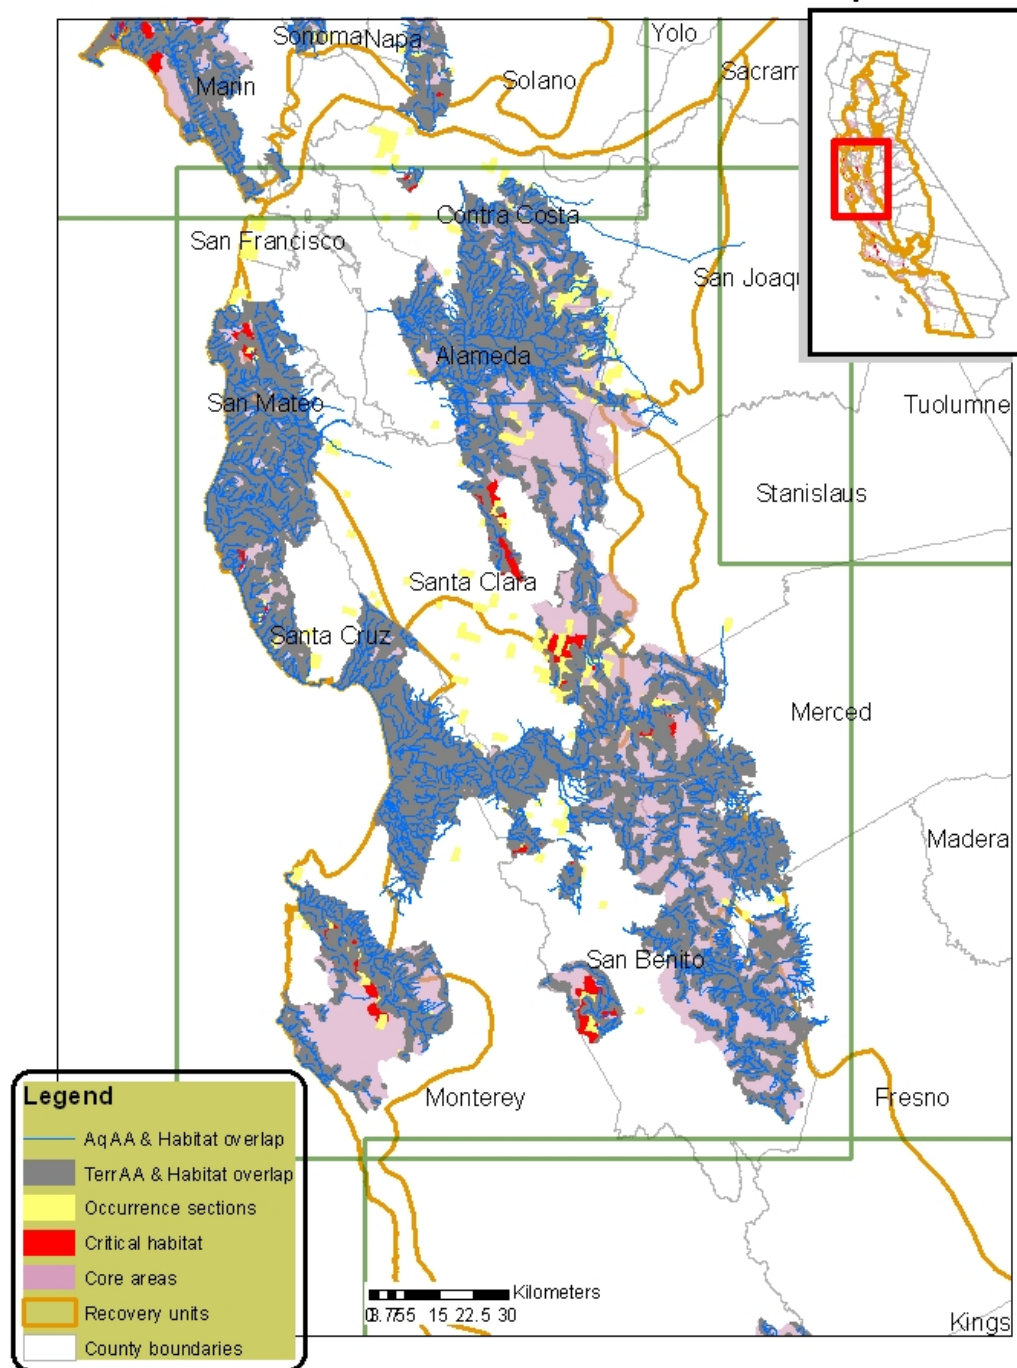 Sonoma Napa
Yolo
Marin
Solano
Sacram
Contra Costa
San Francisco
San Joaqu
Alameda
San Mateo
Tuolumne
Stanislaus
Santa Clara
Santa Cruz
Merced
Madera
San Benito
Monterey
Fresno
Kings
Legend
AqAA & Habitat overlap
TerrAA & Habitat overlap
Occurrence sections
Critical habitat
Core areas
Recovery units
County boundaries
Kilometers
15 22.5 30